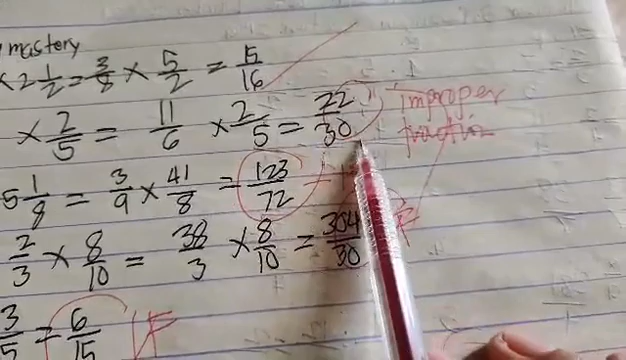 mastery
× 2 1/2 = 3/8 × 5/2 = 15/16
× 2/5 = 11/6 × 2/5 = 22/30 improper
fraction
5 1/8 = 3/9 × 41/8 = 123/72
2/3 × 8/10 = 38/3 × 8/10 = 304/30
3/5 = 6/15 IF